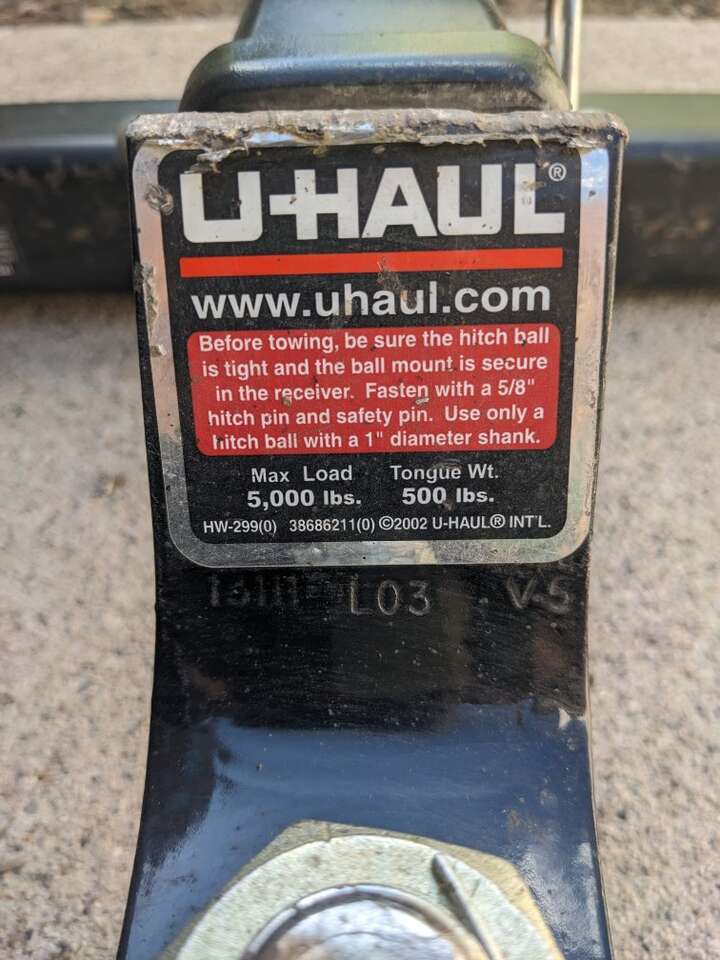 U-HAUL®
www.uhaul.com
Before towing, be sure the hitch ball
is tight and the ball mount is secure
in the receiver. Fasten with a 5/8"
hitch pin and safety pin. Use only a
hitch ball with a 1" diameter shank.
Max Load Tongue Wt.
5,000 lbs. 500 lbs.
HW-299(0) 38686211(0) ©2002 U-HAUL® INT'L.
L03 V-5